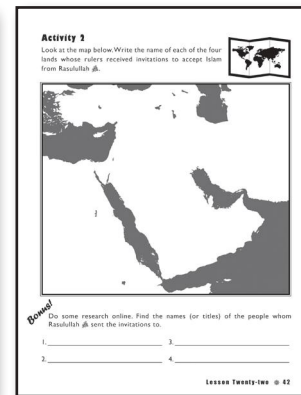 Activity 2
Look at the map below. Write the name of each of the four
lands whose rulers received invitations to accept Islam
from Rasulullah ﷺ.
Bonus!
Do some research online. Find the names (or titles) of the people whom
Rasulullah ﷺ sent the invitations to.
1.
3.
2.
4.
Lesson Twenty-two ● 42